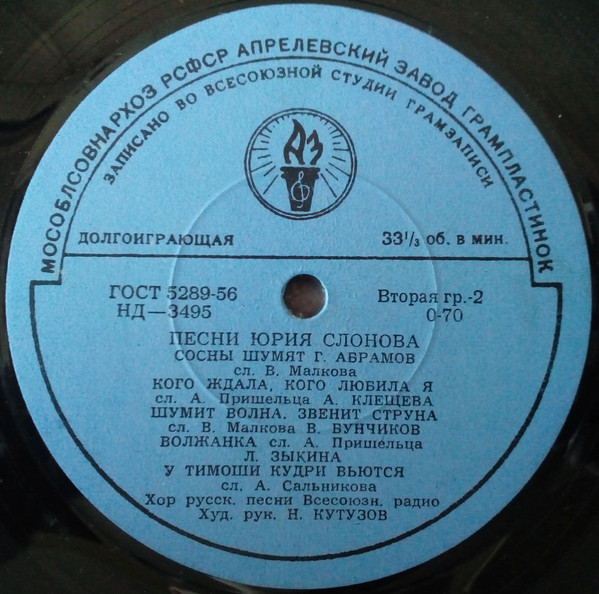 МОСОБЛСОВНАРХОЗ РСФСР АПРЕЛЕВСКИЙ ЗАВОД ГРАМПЛАСТИНОК
ЗАПИСАНО ВО ВСЕСОЮЗНОЙ СТУДИИ ГРАМЗАПИСИ
АЗ
ДОЛГОИГРАЮЩАЯ 33 1/3 об. в мин.
ГОСТ 5289-56 Вторая гр.-2
НД—3495 0-70
ПЕСНИ ЮРИЯ СЛОНОВА
СОСНЫ ШУМЯТ Г. АБРАМОВ
сл. В. Малкова
КОГО ЖДАЛА, КОГО ЛЮБИЛА Я
сл. А. Пришельца А. КЛЕЩЕВА
ШУМИТ ВОЛНА, ЗВЕНИТ СТРУНА
сл. В. Малкова В. БУНЧИКОВ
ВОЛЖАНКА сл. А. Пришельца
Л. ЗЫКИНА
У ТИМОШИ КУДРИ ВЬЮТСЯ
сл. А. Сальникова
Хор русск. песни Всесоюзн. радио
Худ. рук. Н. КУТУЗОВ